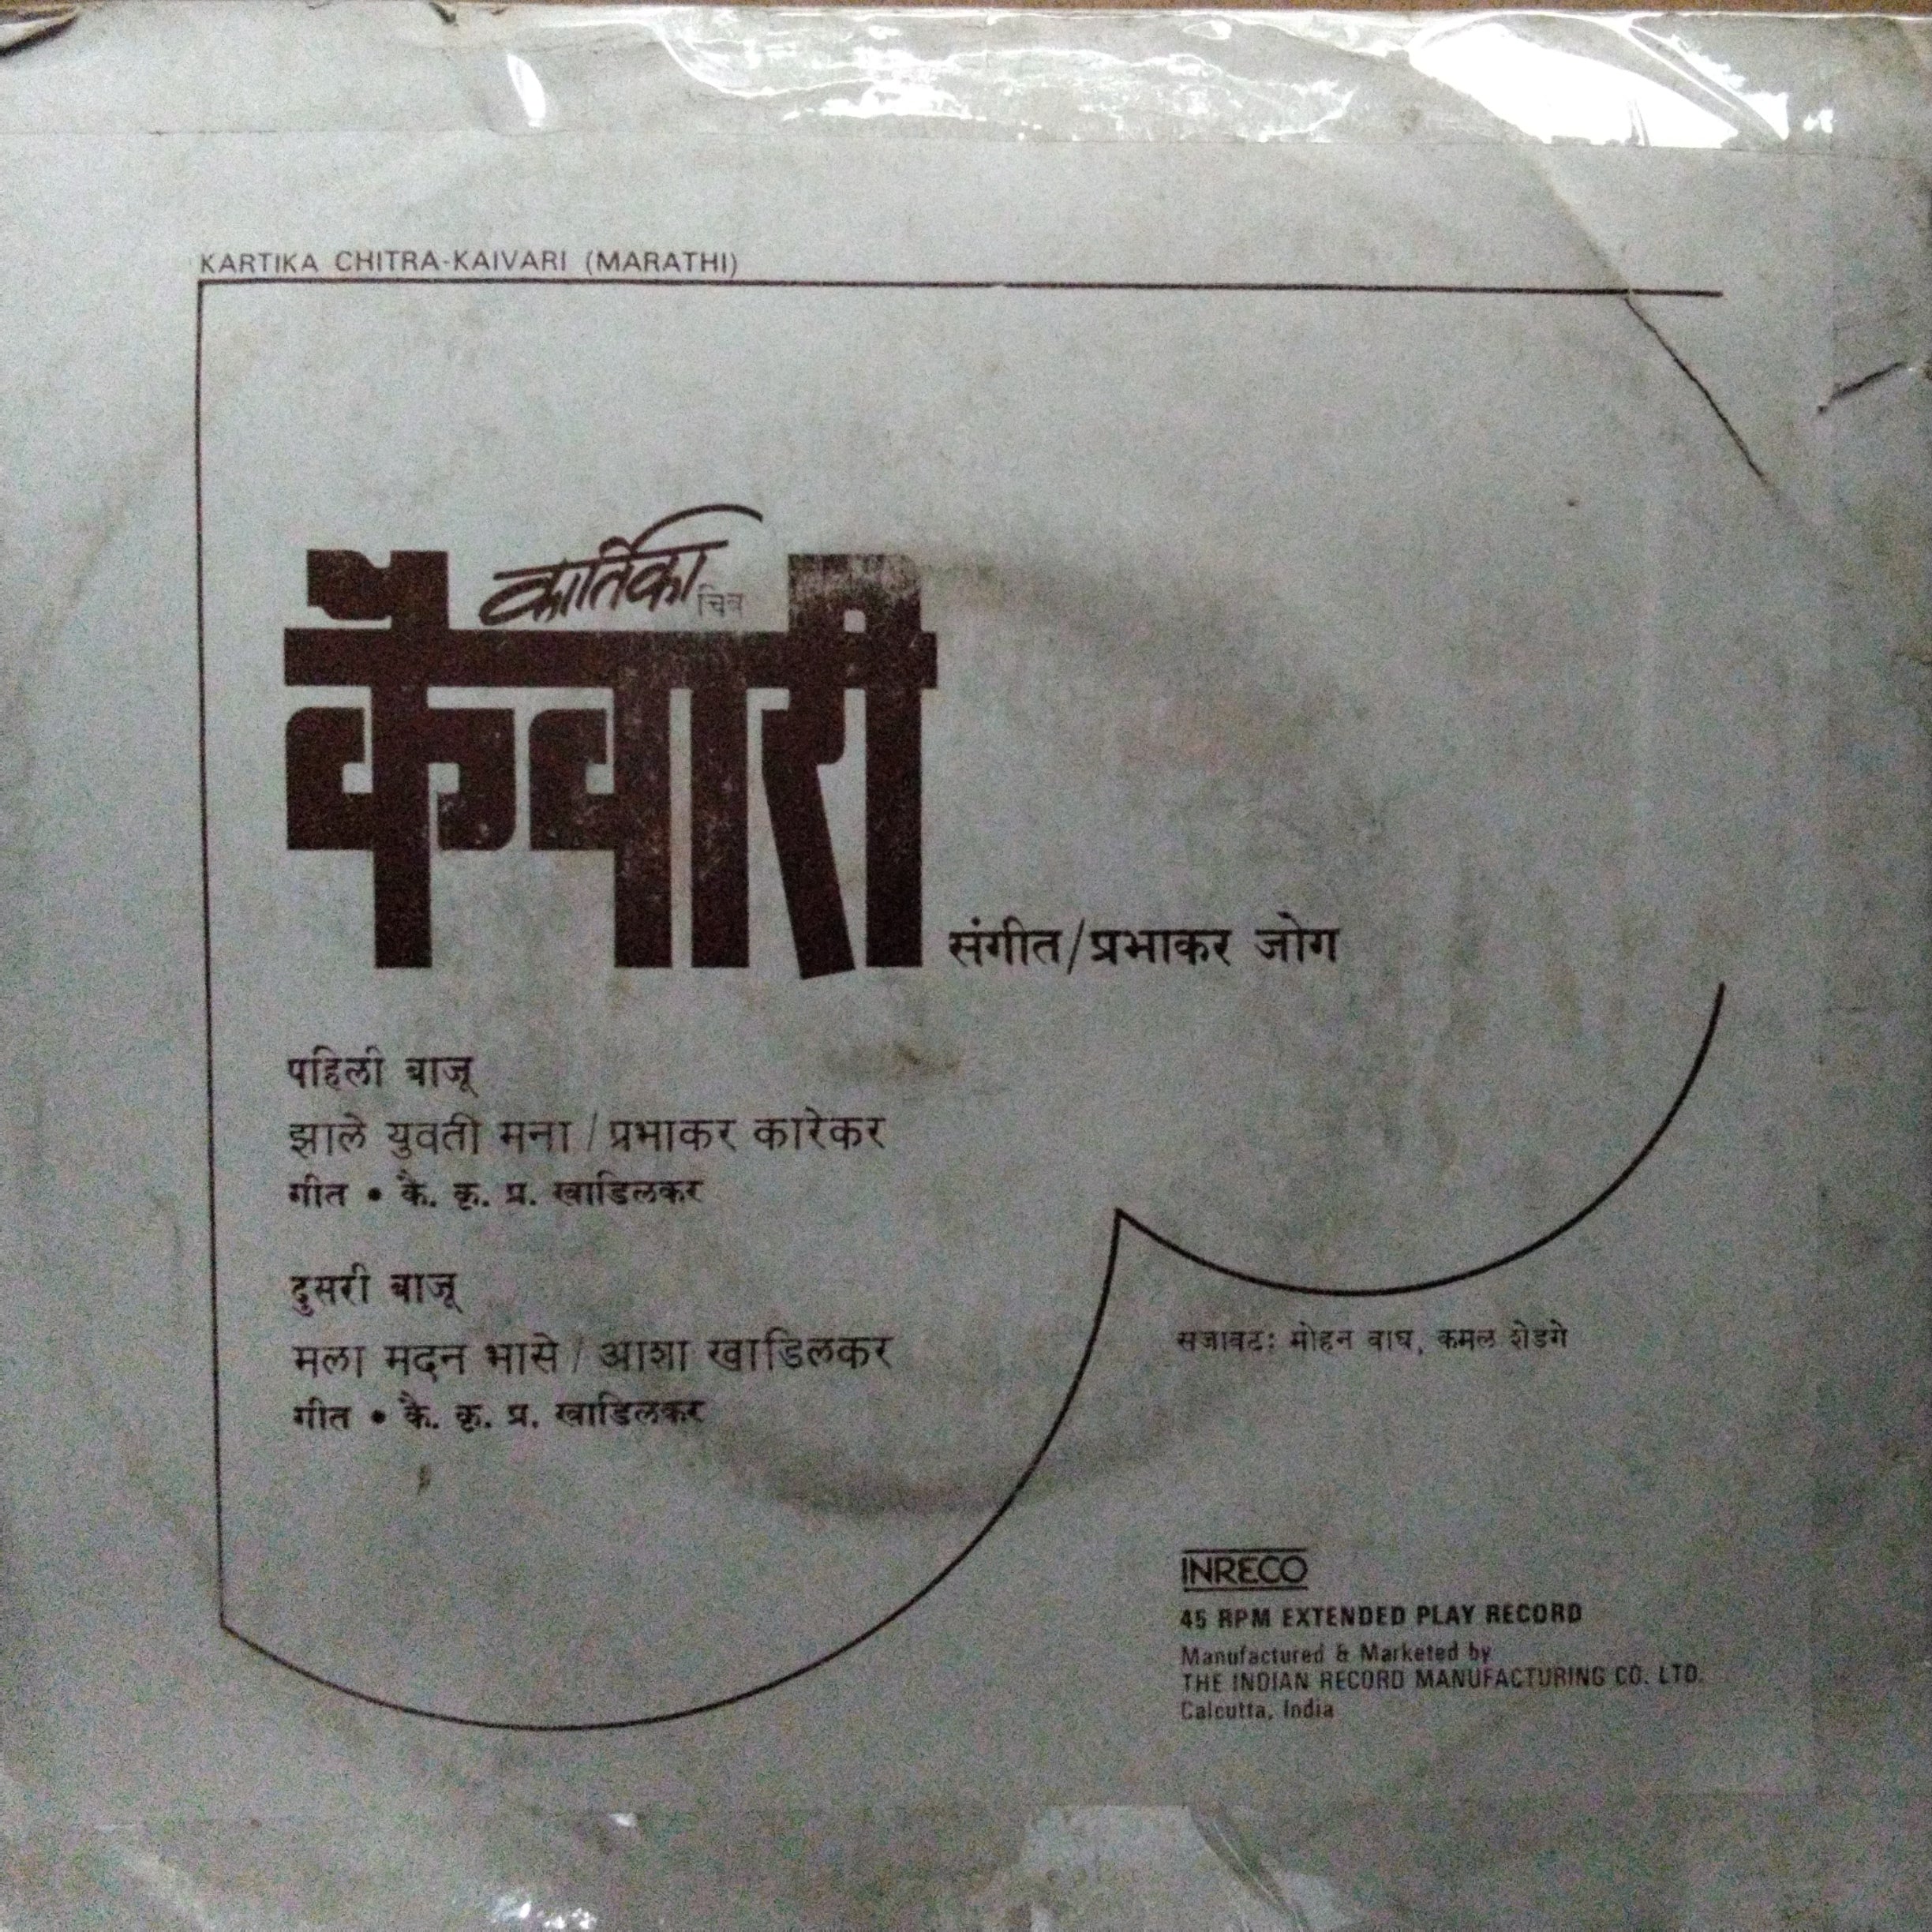 KARTIKA CHITRA-KAIVARI (MARATHI)
कार्तिका चित्र
कैवारी
संगीत/प्रभाकर जोग
पहिली बाजू
झाले युवती मना / प्रभाकर कारेकर
गीत • कै. कृ. प्र. खाडिलकर
दुसरी बाजू
मला मदन भासे / आशा खाडिलकर
गीत • कै. कृ. प्र. खाडिलकर
सजावट: मोहन वाघ, कमल शेडगे
INRECO
45 RPM EXTENDED PLAY RECORD
Manufactured & Marketed by
THE INDIAN RECORD MANUFACTURING CO. LTD.
Calcutta, India